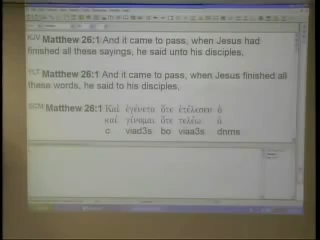 KJV Matthew 26:1 And it came to pass, when Jesus had
finished all these sayings, he said unto his disciples,
YLT Matthew 26:1 And it came to pass, when Jesus finished all
these words, he said to his disciples,
Matthew 26:1 Καὶ ἐγένετο ὅτε ἐτέλεσεν ὁ
καί γίνομαι ὅτε τελέω ὁ
c viad3s bo viaa3s dnms